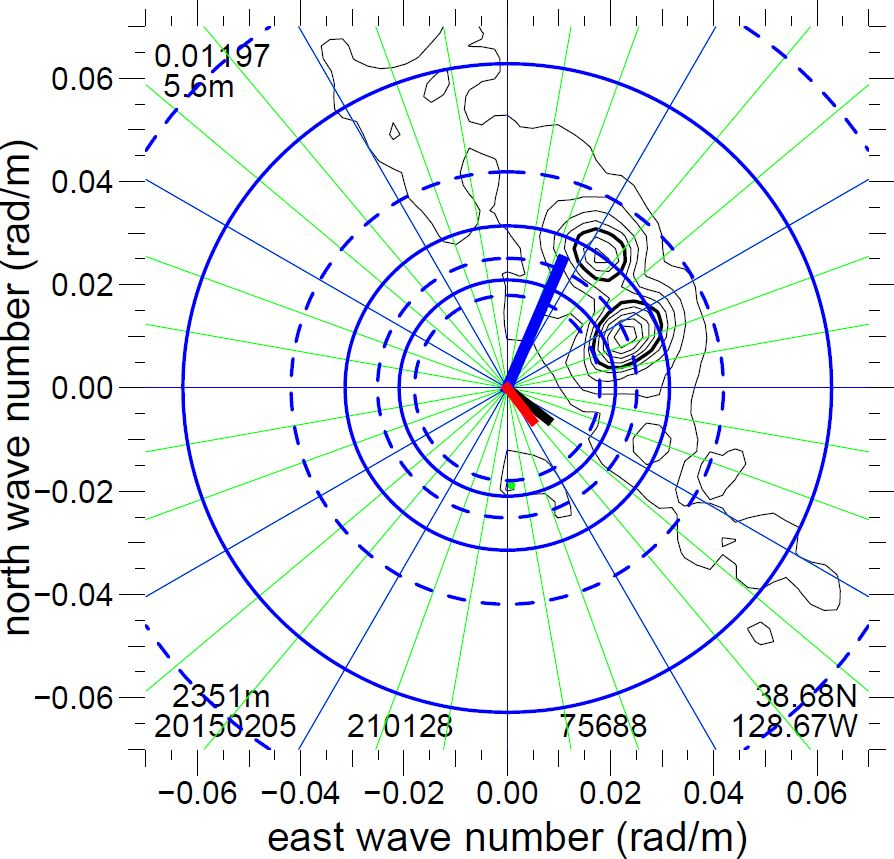 0.01197
5.6m
0.06
0.04
0.02
0.00
−0.02
−0.04
−0.06
north wave number (rad/m)
2351m
38.68N
20150205 210128 75688 128.67W
−0.06 −0.04 −0.02 0.00 0.02 0.04 0.06
east wave number (rad/m)